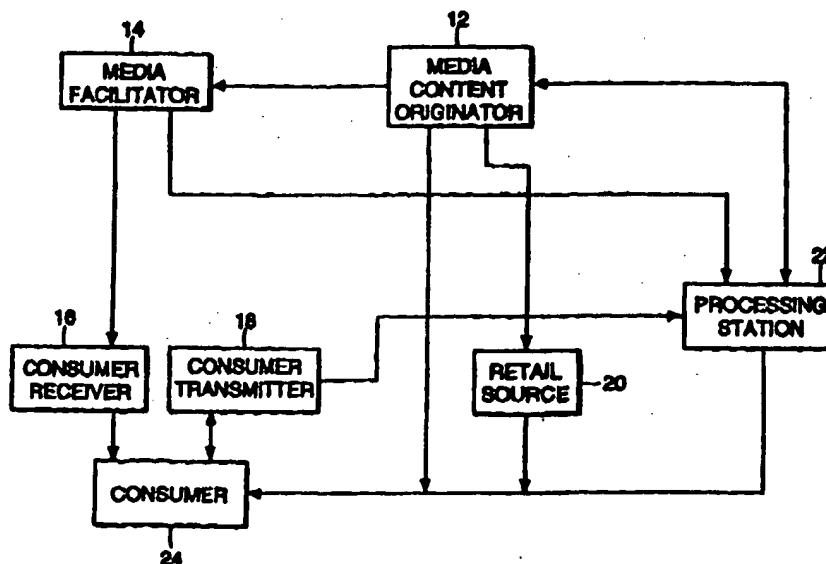 14
MEDIA
FACILITATOR
12
MEDIA
CONTENT
ORIGINATOR
22
PROCESSING
STATION
16
CONSUMER
RECEIVER
18
CONSUMER
TRANSMITTER
RETAIL
SOURCE
20
CONSUMER
24